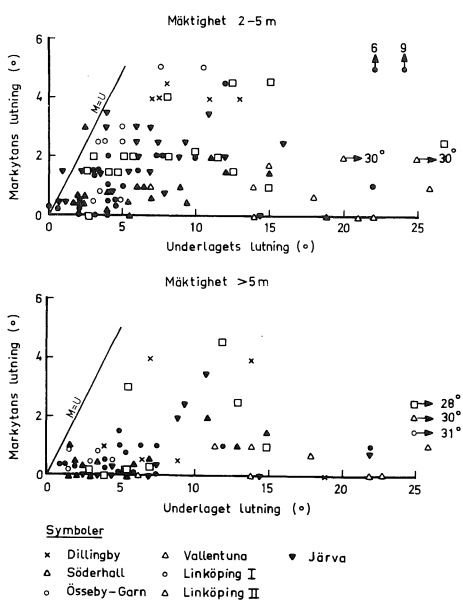 Mäktighet 2-5 m
6
6
9
Markytans lutning (°)
4
M=U
2
30°
30°
0
0
5
10
15
20
25
Underlagets lutning (°)
Mäktighet >5 m
6
Markytans lutning (°)
4
M=U
2
28°
30°
31°
0
0
5
10
15
20
25
Underlaget lutning (°)
Symboler
Dillingby
Vallentuna
Järva
Söderhall
Linköping I
Össeby-Garn
Linköping II